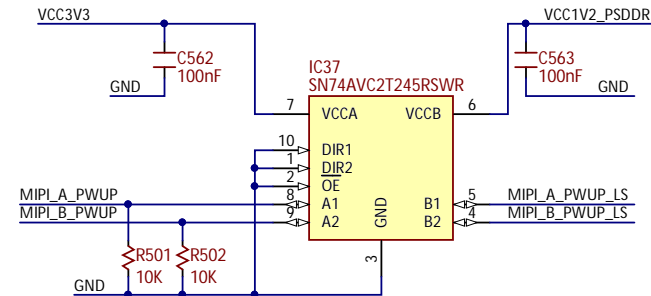 VCC3V3
VCC1V2_PSDDR
C562
100nF
GND
C563
100nF
GND
IC37
SN74AVC2T245RSWR
7 VCCA VCCB 6
10 DIR1
1 DIR2
2 OE
MIPI_A_PWUP 8 A1 B1 5 MIPI_A_PWUP_LS
MIPI_B_PWUP 9 A2 B2 4 MIPI_B_PWUP_LS
GND
3
R501 R502
10K 10K
GND